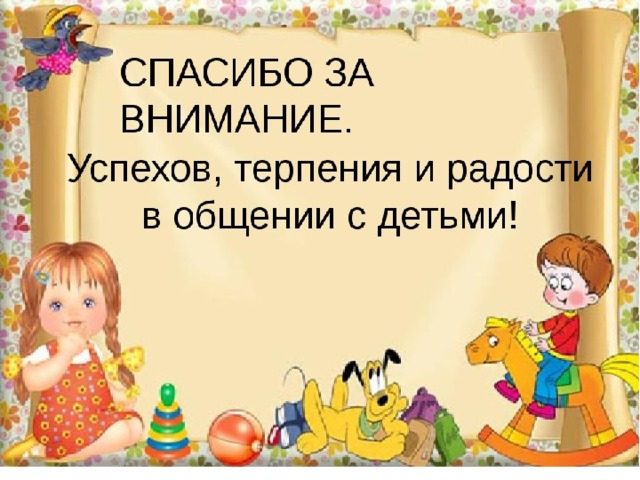 СПАСИБО ЗА
ВНИМАНИЕ.
Успехов, терпения и радости
в общении с детьми!